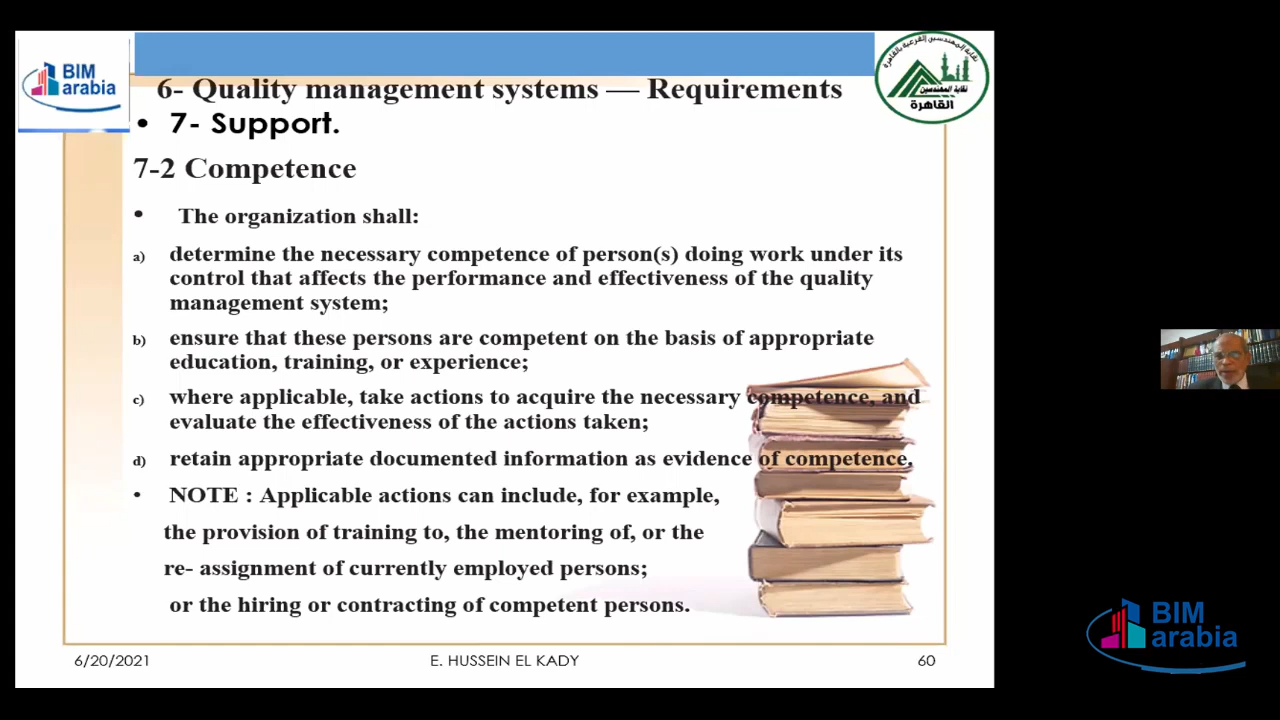 BIM
arabia
نقابة المهندسين الفرعية بالقاهرة
نقابة المهندسين
القاهرة
6- Quality management systems — Requirements
• 7- Support.
7-2 Competence
• The organization shall:
a) determine the necessary competence of person(s) doing work under its
control that affects the performance and effectiveness of the quality
management system;
b) ensure that these persons are competent on the basis of appropriate
education, training, or experience;
c) where applicable, take actions to acquire the necessary competence, and
evaluate the effectiveness of the actions taken;
d) retain appropriate documented information as evidence of competence.
• NOTE : Applicable actions can include, for example,
the provision of training to, the mentoring of, or the
re- assignment of currently employed persons;
or the hiring or contracting of competent persons.
6/20/2021
E. HUSSEIN EL KADY
60
BIM
arabia